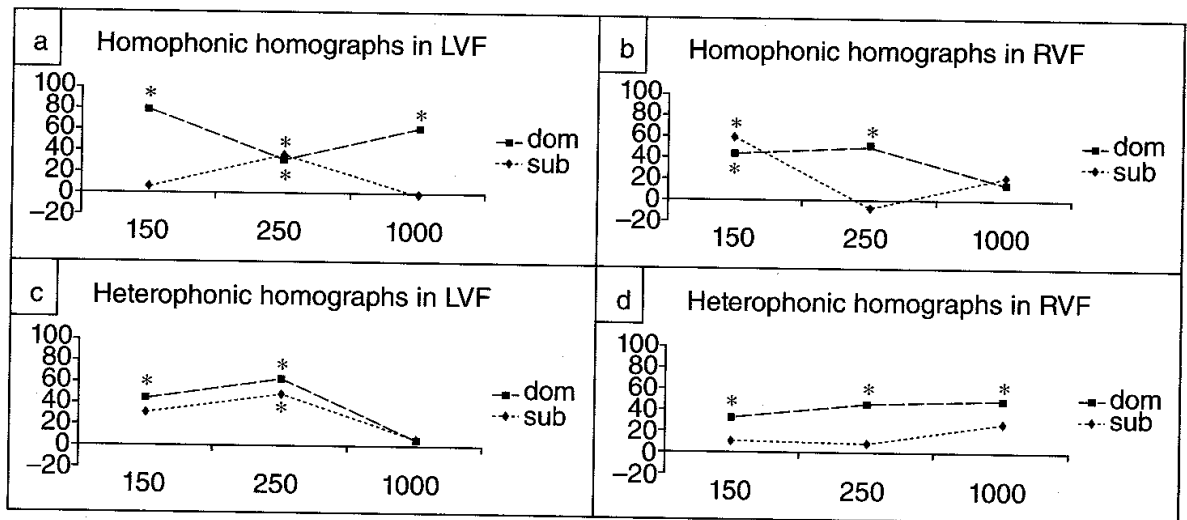 a
Homophonic homographs in LVF
100
80
60
40
20
0
–20
*
*
*
*
dom
sub
150 250 1000
b
Homophonic homographs in RVF
100
80
60
40
20
0
–20
*
*
*
dom
sub
150 250 1000
c
Heterophonic homographs in LVF
100
80
60
40
20
0
–20
*
*
*
dom
sub
150 250 1000
d
Heterophonic homographs in RVF
100
80
60
40
20
0
–20
*
*
*
dom
sub
150 250 1000